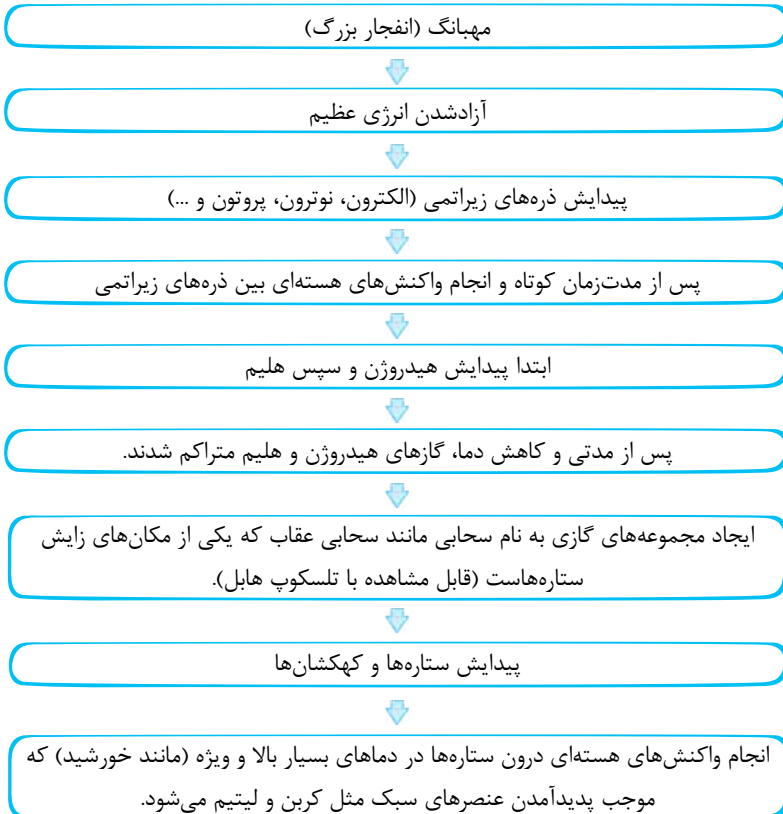 مهبانگ (انفجار بزرگ)
آزادشدن انرژی عظیم
پیدایش ذره‌های زیراتمی (الکترون، نوترون، پروتون و ...)
پس از مدت‌زمان کوتاه و انجام واکنش‌های هسته‌ای بین ذره‌های زیراتمی
ابتدا پیدایش هیدروژن و سپس هلیم
پس از مدتی و کاهش دما، گازهای هیدروژن و هلیم متراکم شدند.
ایجاد مجموعه‌های گازی به نام سحابی مانند سحابی عقاب که یکی از مکان‌های زایش
ستاره‌هاست (قابل مشاهده با تلسکوپ هابل).
پیدایش ستاره‌ها و کهکشان‌ها
انجام واکنش‌های هسته‌ای درون ستاره‌ها در دماهای بسیار بالا و ویژه (مانند خورشید) که
موجب پدیدآمدن عنصرهای سبک مثل کربن و لیتیم می‌شود.